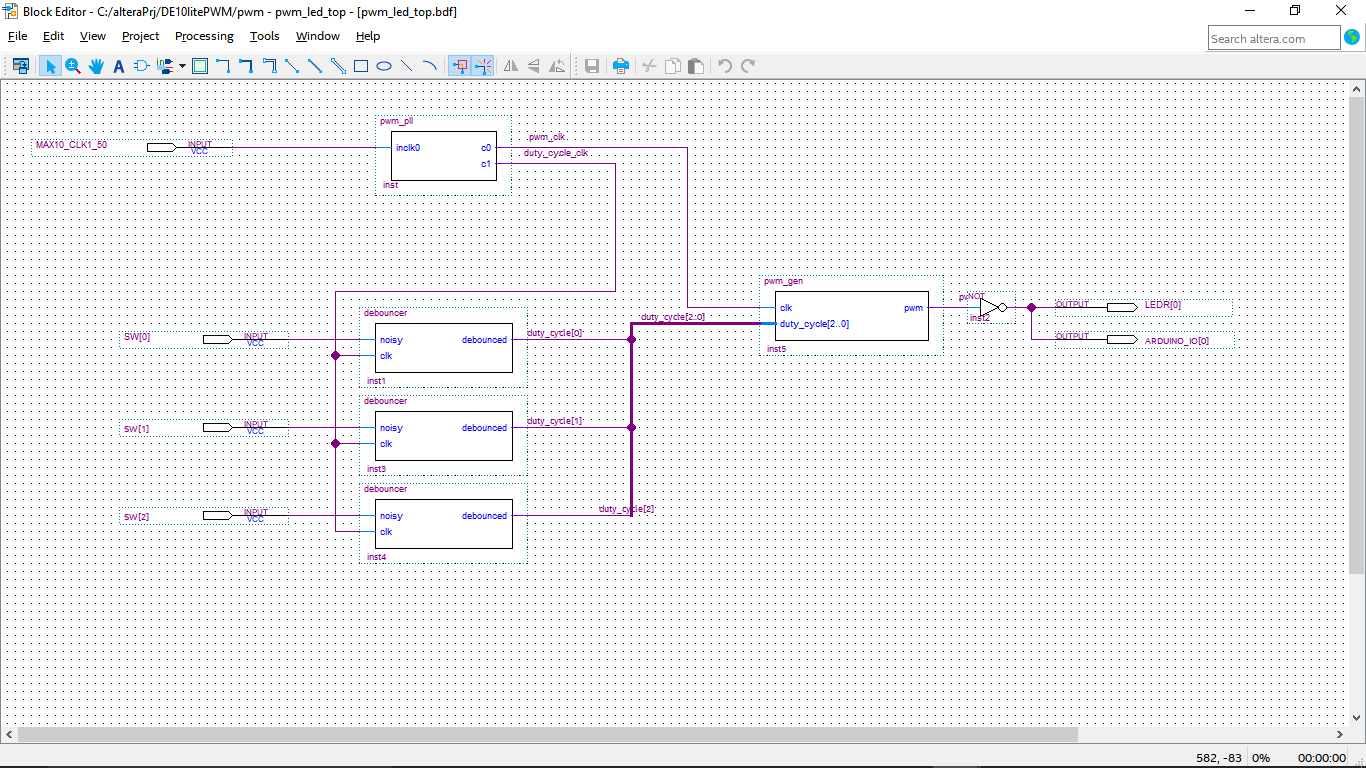 Block Editor - C:/alteraPrj/DE10litePWM/pwm - pwm_led_top - [pwm_led_top.bdf]
File Edit View Project Processing Tools Window Help
Search altera.com
pwm_pll
MAX10_CLK1_50
INPUT
VCC
inclk0
c0
c1
inst
pwm_clk
duty_cycle_clk
pwm_gen
clk
duty_cycle[2..0]
pwm
inst5
NOT
inst2
OUTPUT
LEDR[0]
OUTPUT
ARDUINO_IO[0]
duty_cycle[2:0]
debouncer
SW[0]
INPUT
VCC
noisy
clk
debounced
inst1
duty_cycle[0]
debouncer
SW[1]
INPUT
VCC
noisy
clk
debounced
inst3
duty_cycle[1]
debouncer
SW[2]
INPUT
VCC
noisy
clk
debounced
inst4
duty_cycle[2]
582, -83 0% 00:00:00